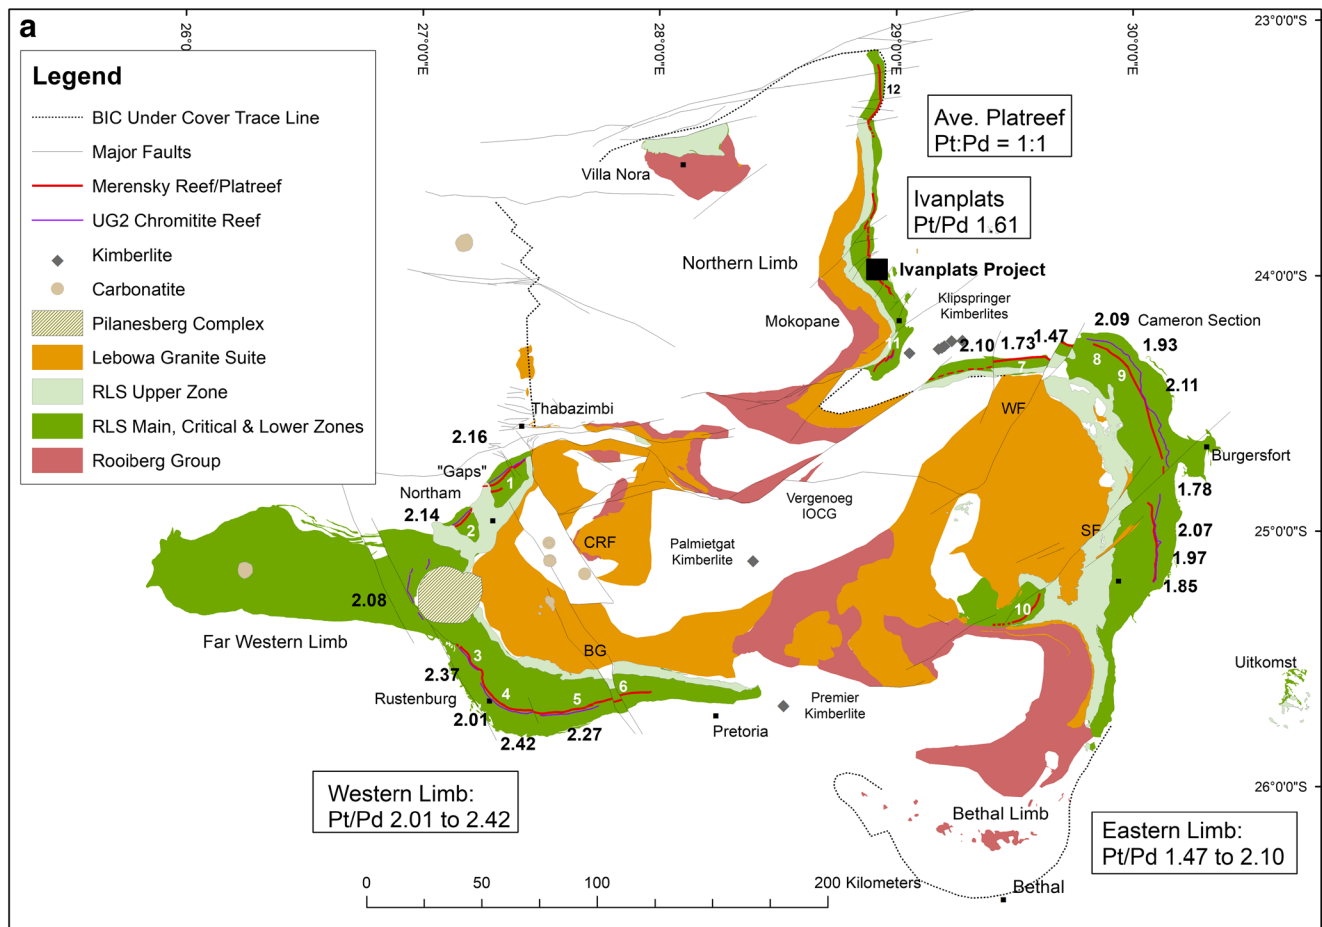 a
26°0
27°0'0"E
28°0'0"E
29°0'0"E
30°0'0"E
23°0'0"S
24°0'0"S
25°0'0"S
26°0'0"S
Legend
BIC Under Cover Trace Line
Major Faults
Merensky Reef/Platreef
UG2 Chromitite Reef
Kimberlite
Carbonatite
Pilanesberg Complex
Lebowa Granite Suite
RLS Upper Zone
RLS Main, Critical & Lower Zones
Rooiberg Group
12
Ave. Platreef
Pt:Pd = 1:1
Villa Nora
Ivanplats
Pt/Pd 1.61
Northern Limb
Ivanplats Project
Mokopane
Klipspringer
Kimberlites
11
2.10
1.73
1.47
2.09
Cameron Section
1.93
7
8
9
2.11
WF
Thabazimbi
2.16
"Gaps"
1
Northam
2.14
2
Burgersfort
1.78
Vergenoeg
IOCG
2.07
SF
1.97
1.85
CRF
Palmietgat
Kimberlite
2.08
10
Far Western Limb
BG
3
2.37
4
5
6
Rustenburg
2.01
2.42
2.27
Pretoria
Premier
Kimberlite
Uitkomst
Western Limb:
Pt/Pd 2.01 to 2.42
Bethal Limb
Eastern Limb:
Pt/Pd 1.47 to 2.10
Bethal
0
50
100
200 Kilometers